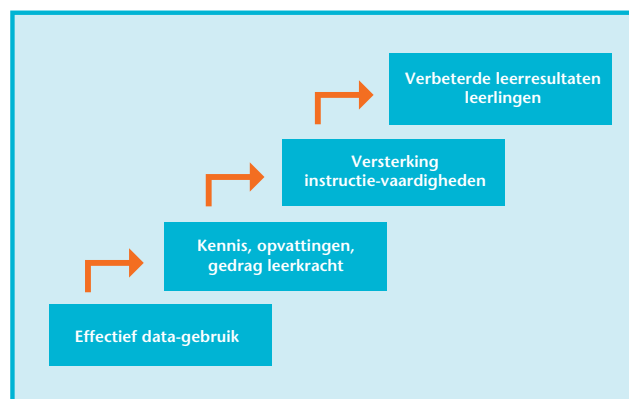 Verbeterde leerresultaten
leerlingen
Versterking
instructie-vaardigheden
Kennis, opvattingen,
gedrag leerkracht
Effectief data-gebruik